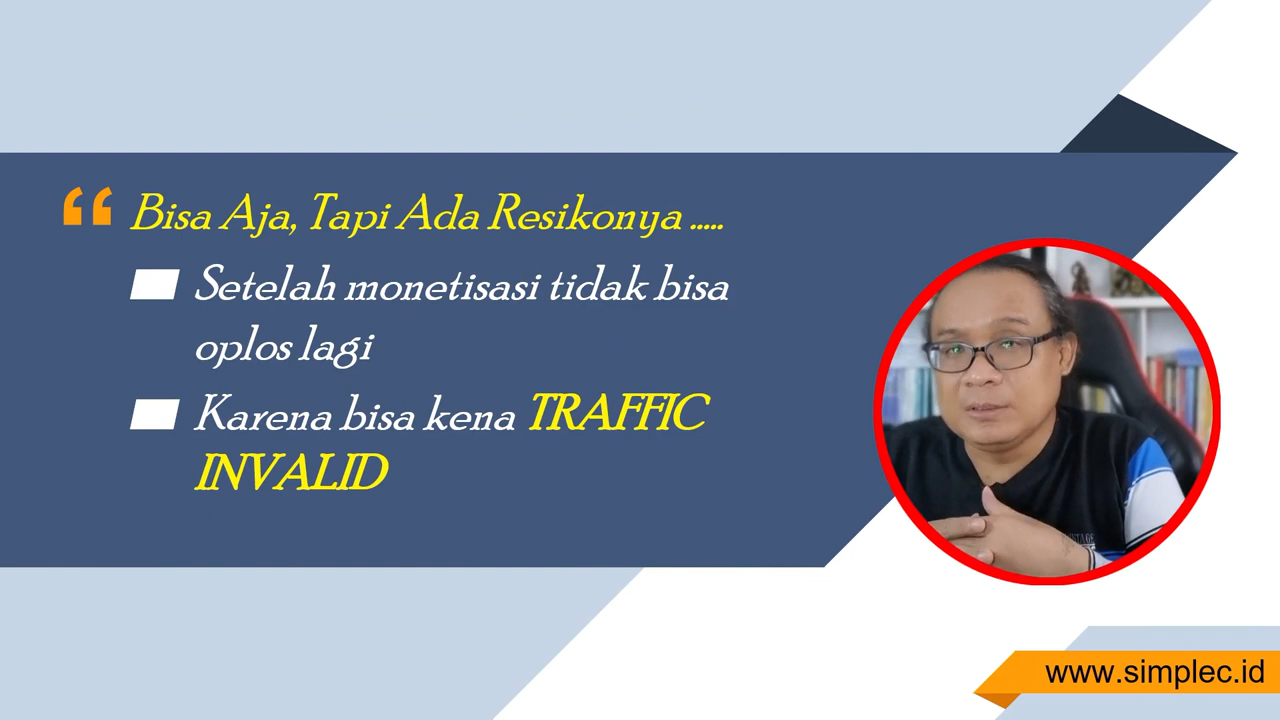 “ Bisa Aja, Tapi Ada Resikonya .....
Setelah monetisasi tidak bisa
oplos lagi
Karena bisa kena TRAFFIC
INVALID
www.simplec.id